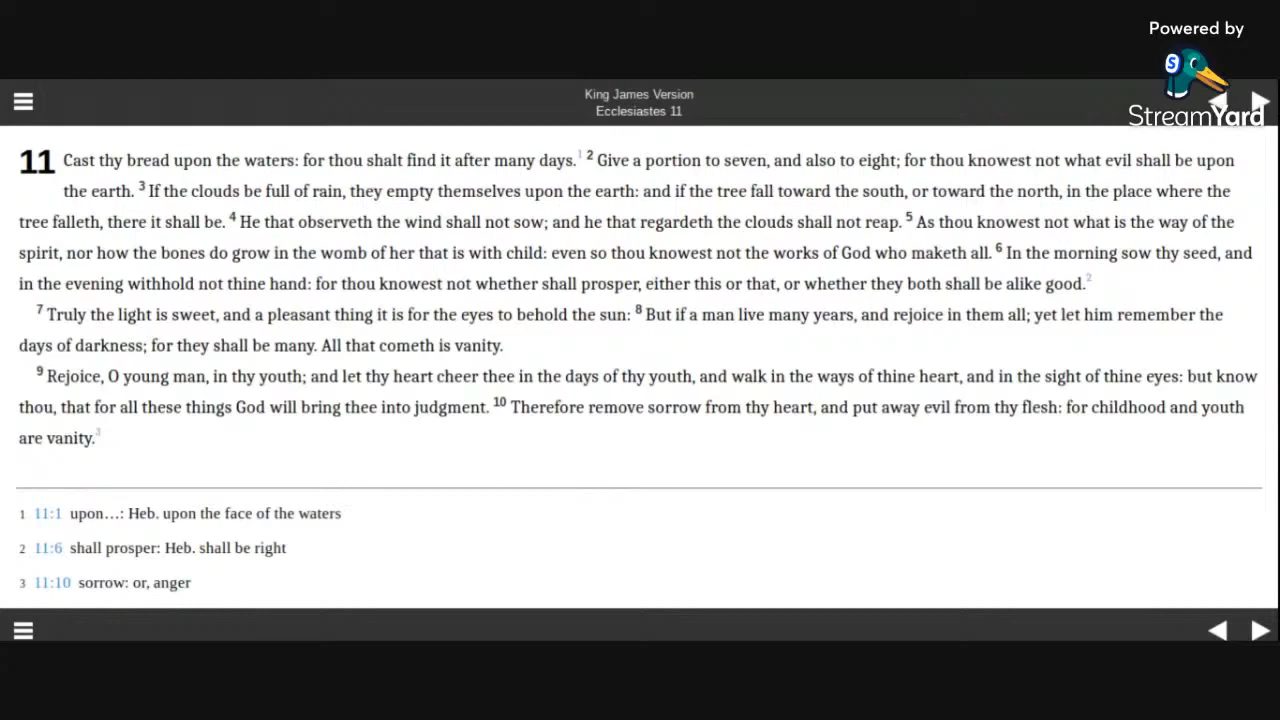 Powered by
StreamYard
King James Version
Ecclesiastes 11
11 Cast thy bread upon the waters: for thou shalt find it after many days.1 2 Give a portion to seven, and also to eight; for thou knowest not what evil shall be upon
the earth. 3 If the clouds be full of rain, they empty themselves upon the earth: and if the tree fall toward the south, or toward the north, in the place where the
tree falleth, there it shall be. 4 He that observeth the wind shall not sow; and he that regardeth the clouds shall not reap. 5 As thou knowest not what is the way of the
spirit, nor how the bones do grow in the womb of her that is with child: even so thou knowest not the works of God who maketh all. 6 In the morning sow thy seed, and
in the evening withhold not thine hand: for thou knowest not whether shall prosper, either this or that, or whether they both shall be alike good.2
7 Truly the light is sweet, and a pleasant thing it is for the eyes to behold the sun: 8 But if a man live many years, and rejoice in them all; yet let him remember the
days of darkness; for they shall be many. All that cometh is vanity.
9 Rejoice, O young man, in thy youth; and let thy heart cheer thee in the days of thy youth, and walk in the ways of thine heart, and in the sight of thine eyes: but know
thou, that for all these things God will bring thee into judgment. 10 Therefore remove sorrow from thy heart, and put away evil from thy flesh: for childhood and youth
are vanity.3
1 11:1 upon…: Heb. upon the face of the waters
2 11:6 shall prosper: Heb. shall be right
3 11:10 sorrow: or, anger